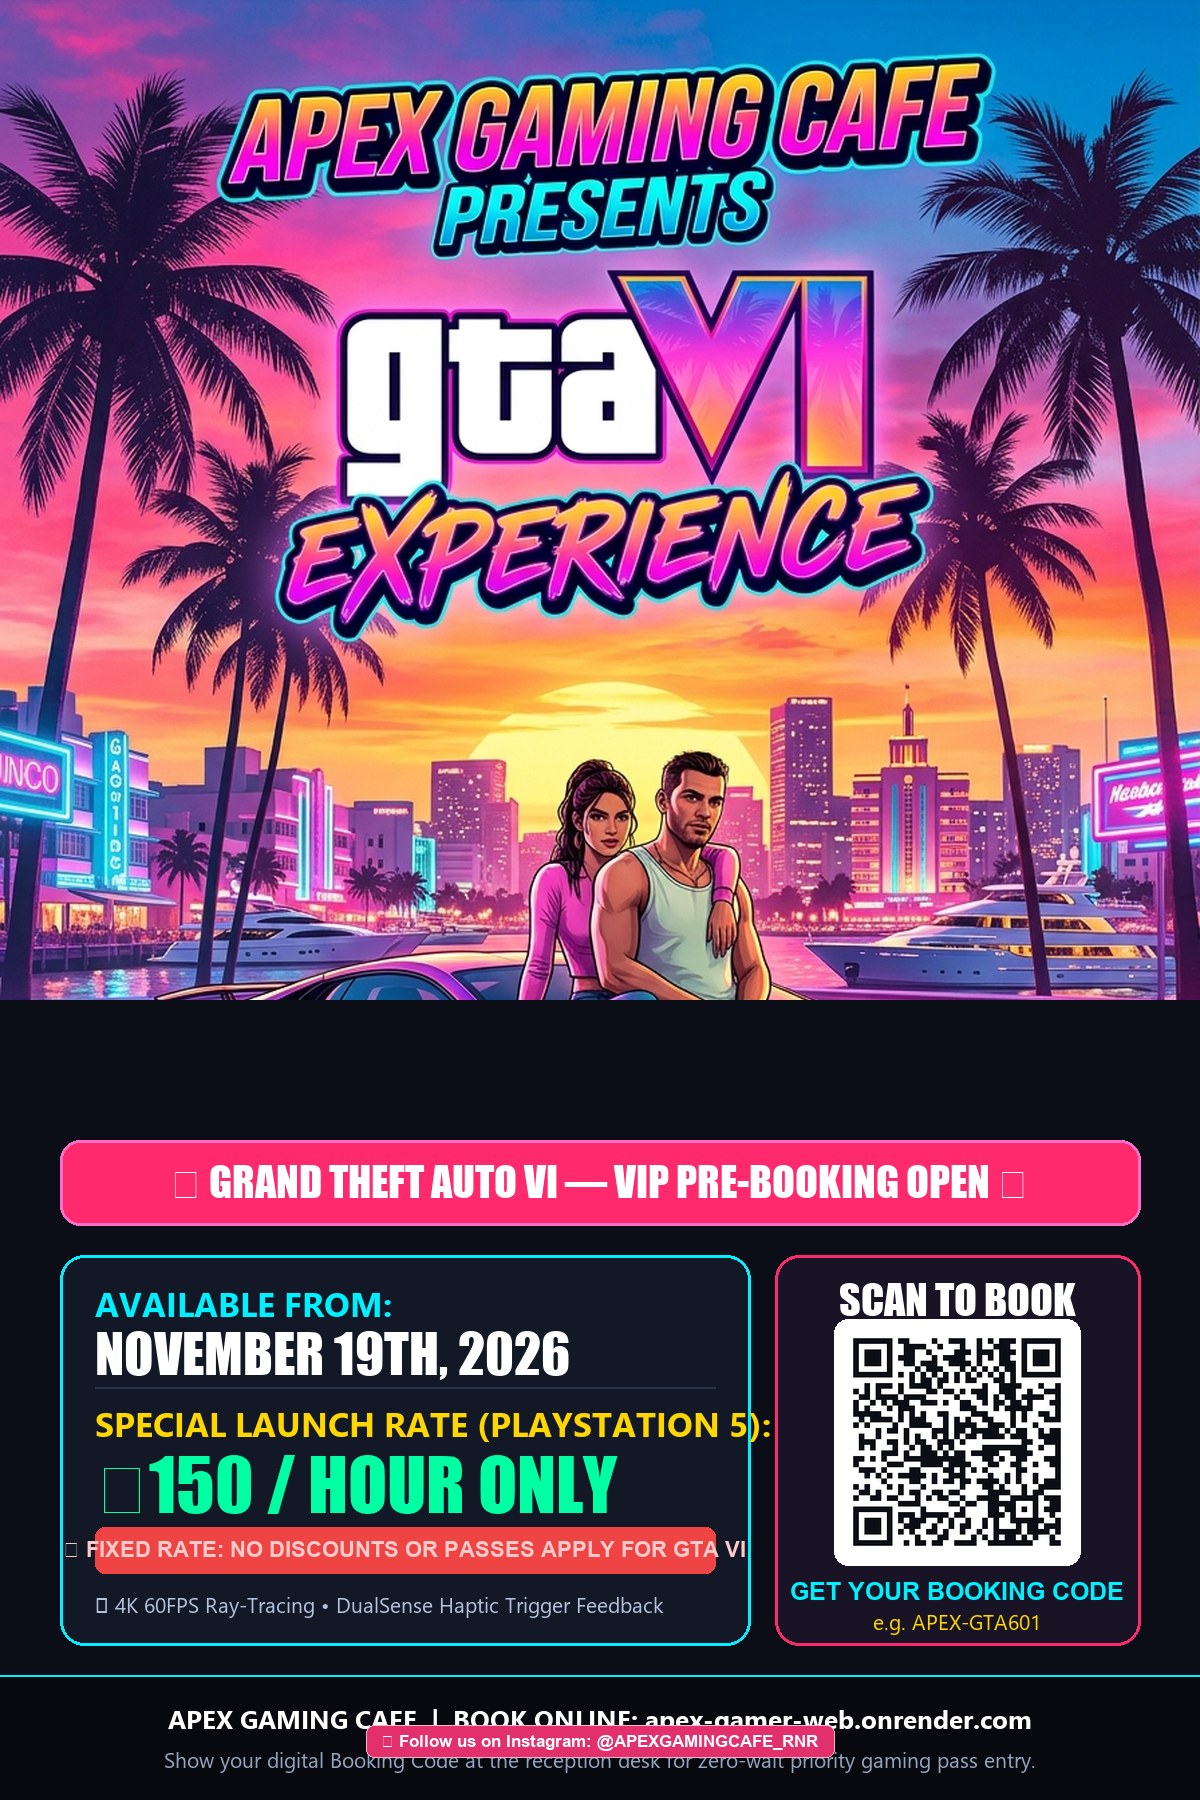 APEX GAMING CAFE
PRESENTS
gta VI
EXPERIENCE
GRAND THEFT AUTO VI — VIP PRE-BOOKING OPEN
AVAILABLE FROM:
NOVEMBER 19TH, 2026
SPECIAL LAUNCH RATE (PLAYSTATION 5):
150 / HOUR ONLY
FIXED RATE: NO DISCOUNTS OR PASSES APPLY FOR GTA VI
4K 60FPS Ray-Tracing • DualSense Haptic Trigger Feedback
SCAN TO BOOK
GET YOUR BOOKING CODE
e.g. APEX-GTA601
APEX GAMING CAFE | BOOK ONLINE: apex-gamer-web.onrender.com
Follow us on Instagram: @APEXGAMINGCAFE_RNR
Show your digital Booking Code at the reception desk for zero-wait priority gaming pass entry.